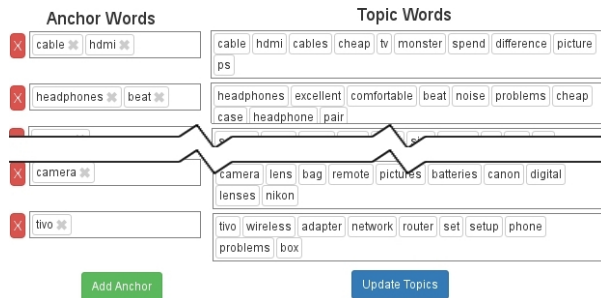 Anchor Words
Topic Words
X cable ✖ hdmi ✖
cable hdmi cables cheap tv monster spend difference picture
ps
X headphones ✖ beat ✖
headphones excellent comfortable beat noise problems cheap
case headphone pair
X camera ✖
camera lens bag remote pictures batteries canon digital
lenses nikon
X tivo ✖
tivo wireless adapter network router set setup phone
problems box
Add Anchor
Update Topics